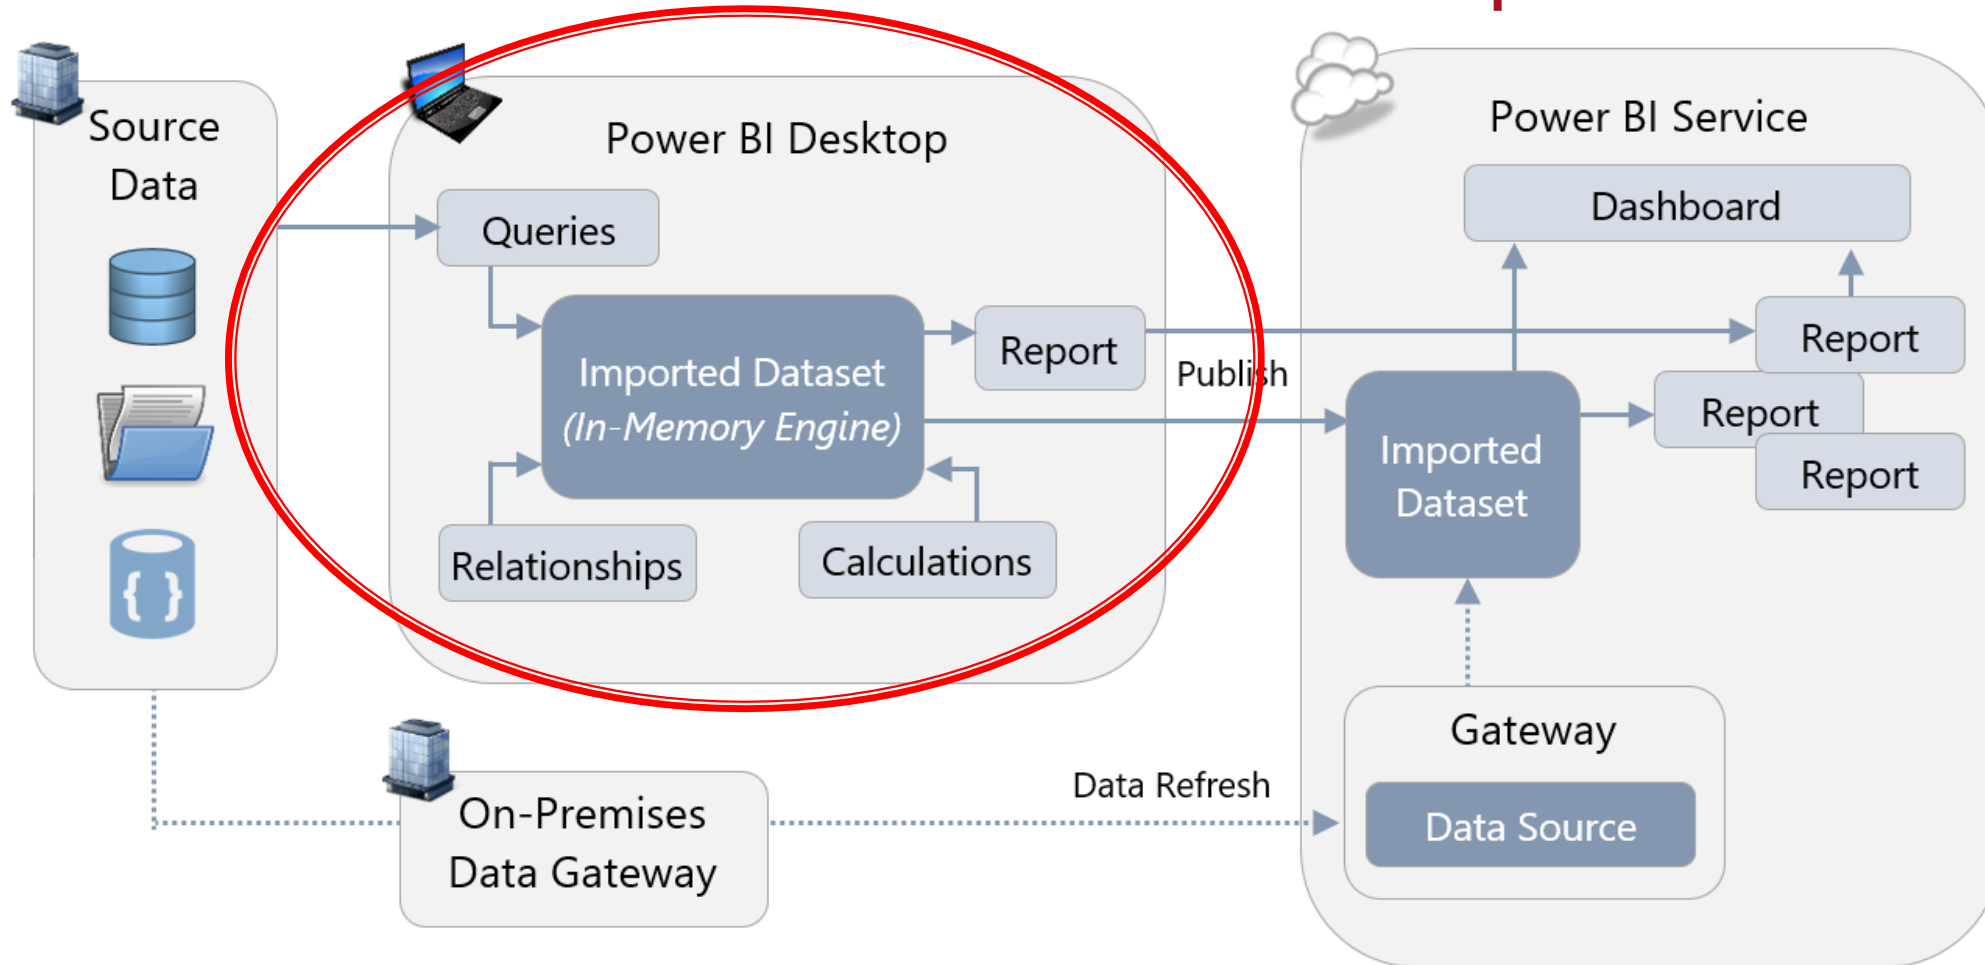 Source
Data
Power BI Desktop
Queries
Imported Dataset
(In-Memory Engine)
Report
Relationships
Calculations
Publish
Power BI Service
Dashboard
Report
Report
Report
Imported
Dataset
Gateway
Data Source
Data Refresh
On-Premises
Data Gateway
{ }